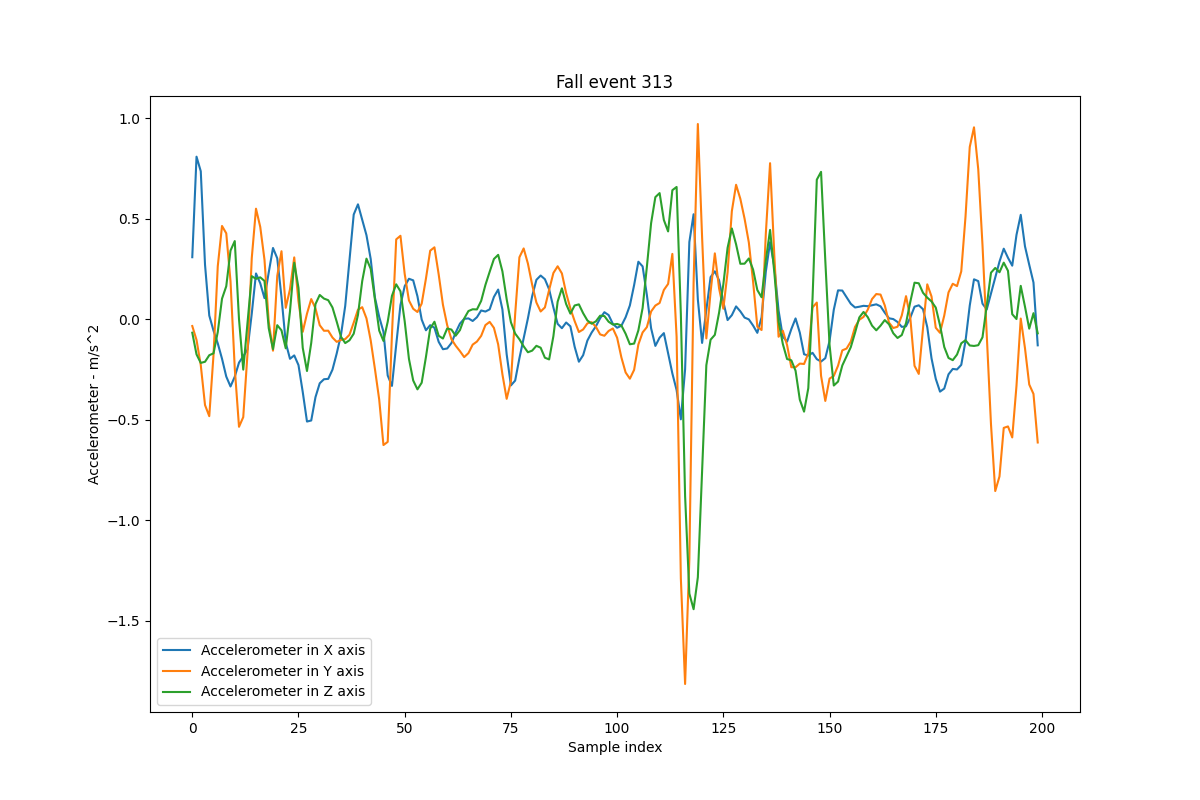 Fall event 313
Accelerometer - m/s^2
1.0
0.5
0.0
−0.5
−1.0
−1.5
Accelerometer in X axis
Accelerometer in Y axis
Accelerometer in Z axis
0 25 50 75 100 125 150 175 200
Sample index